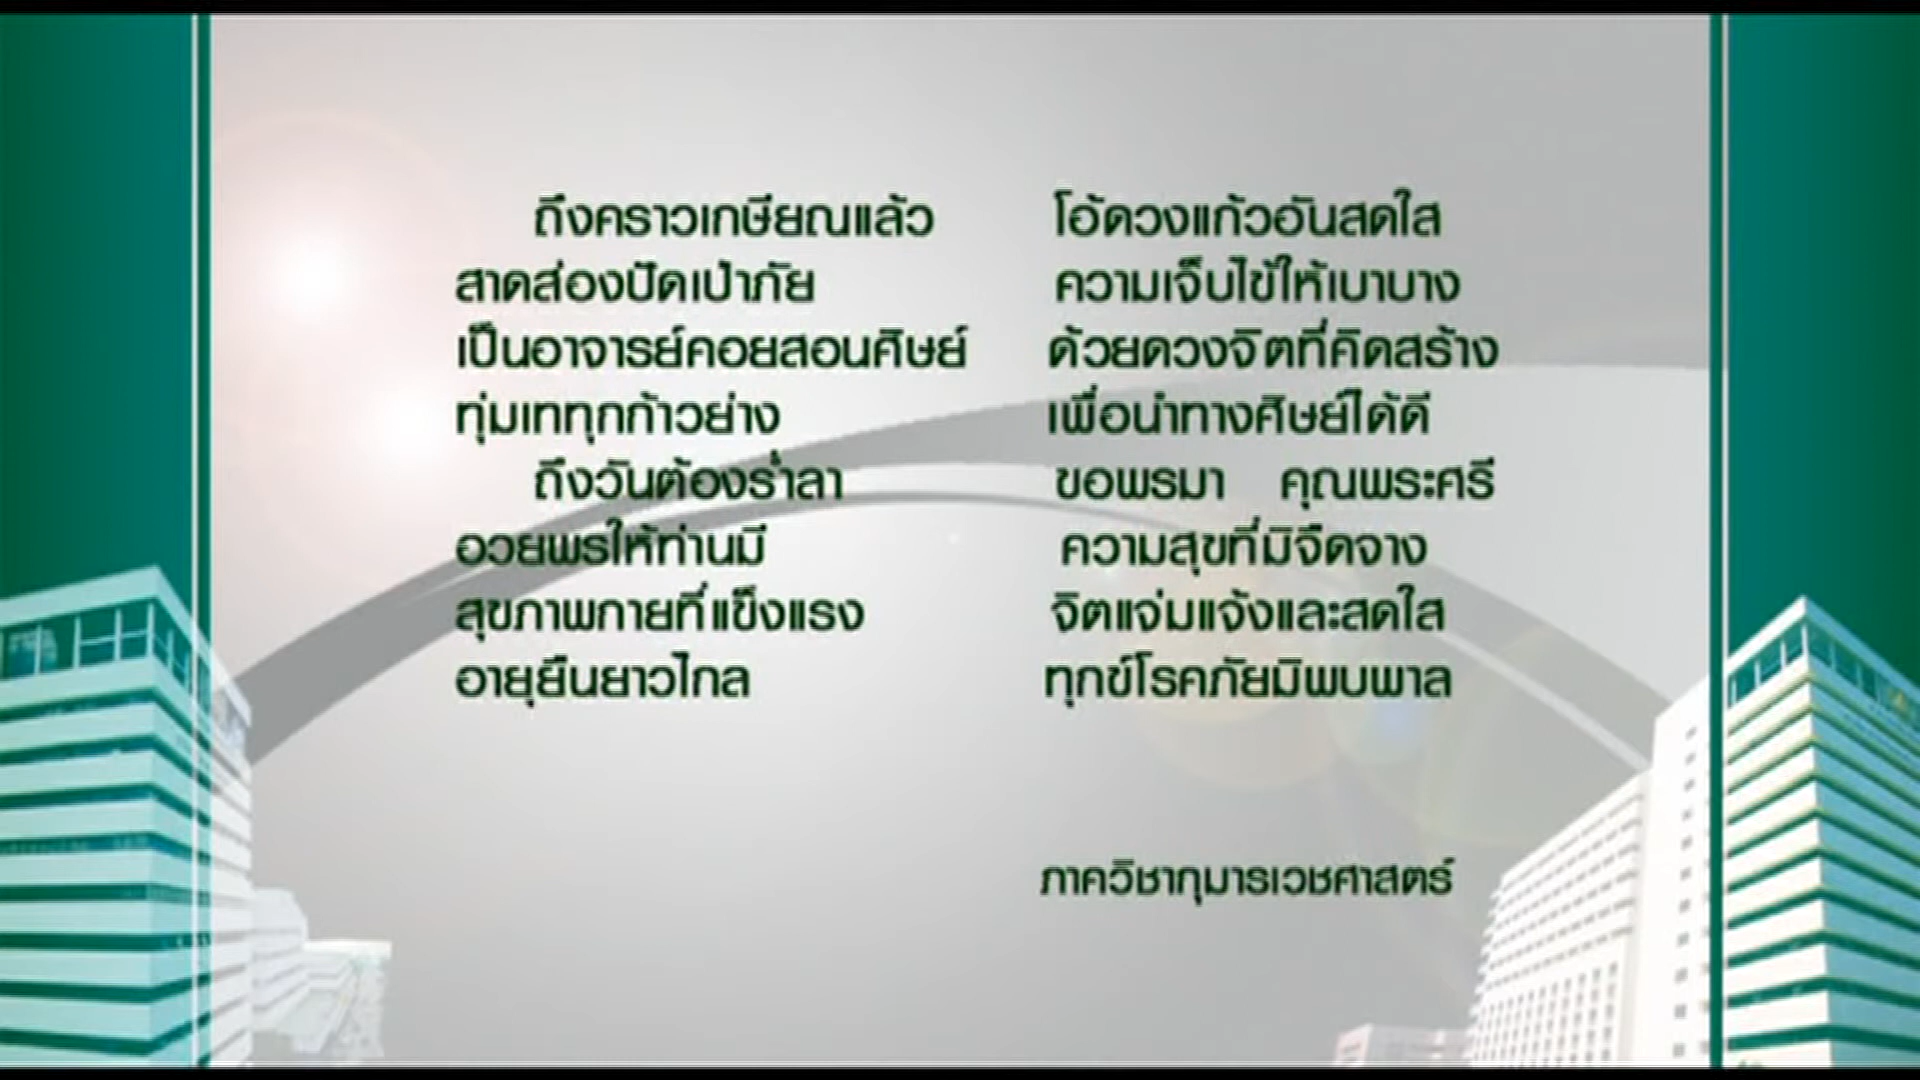 ถึงคราวเกษียณแล้ว โอ้ดวงแก้วอันสดใส
สาดส่องปัดเป่าภัย ความเจ็บไข้ให้เบาบาง
เป็นอาจารย์คอยสอนศิษย์ ด้วยดวงจิตที่คิดสร้าง
ทุ่มเททุกก้าวย่าง เพื่อนำทางศิษย์ได้ดี
ถึงวันต้องร่ำลา ขอพรมา คุณพระศรี
อวยพรให้ท่านมี ความสุขที่มิจืดจาง
สุขภาพกายที่แข็งแรง จิตแจ่มแจ้งและสดใส
อายุยืนยาวไกล ทุกข์โรคภัยมิพบพาล
ภาควิชากุมารเวชศาสตร์